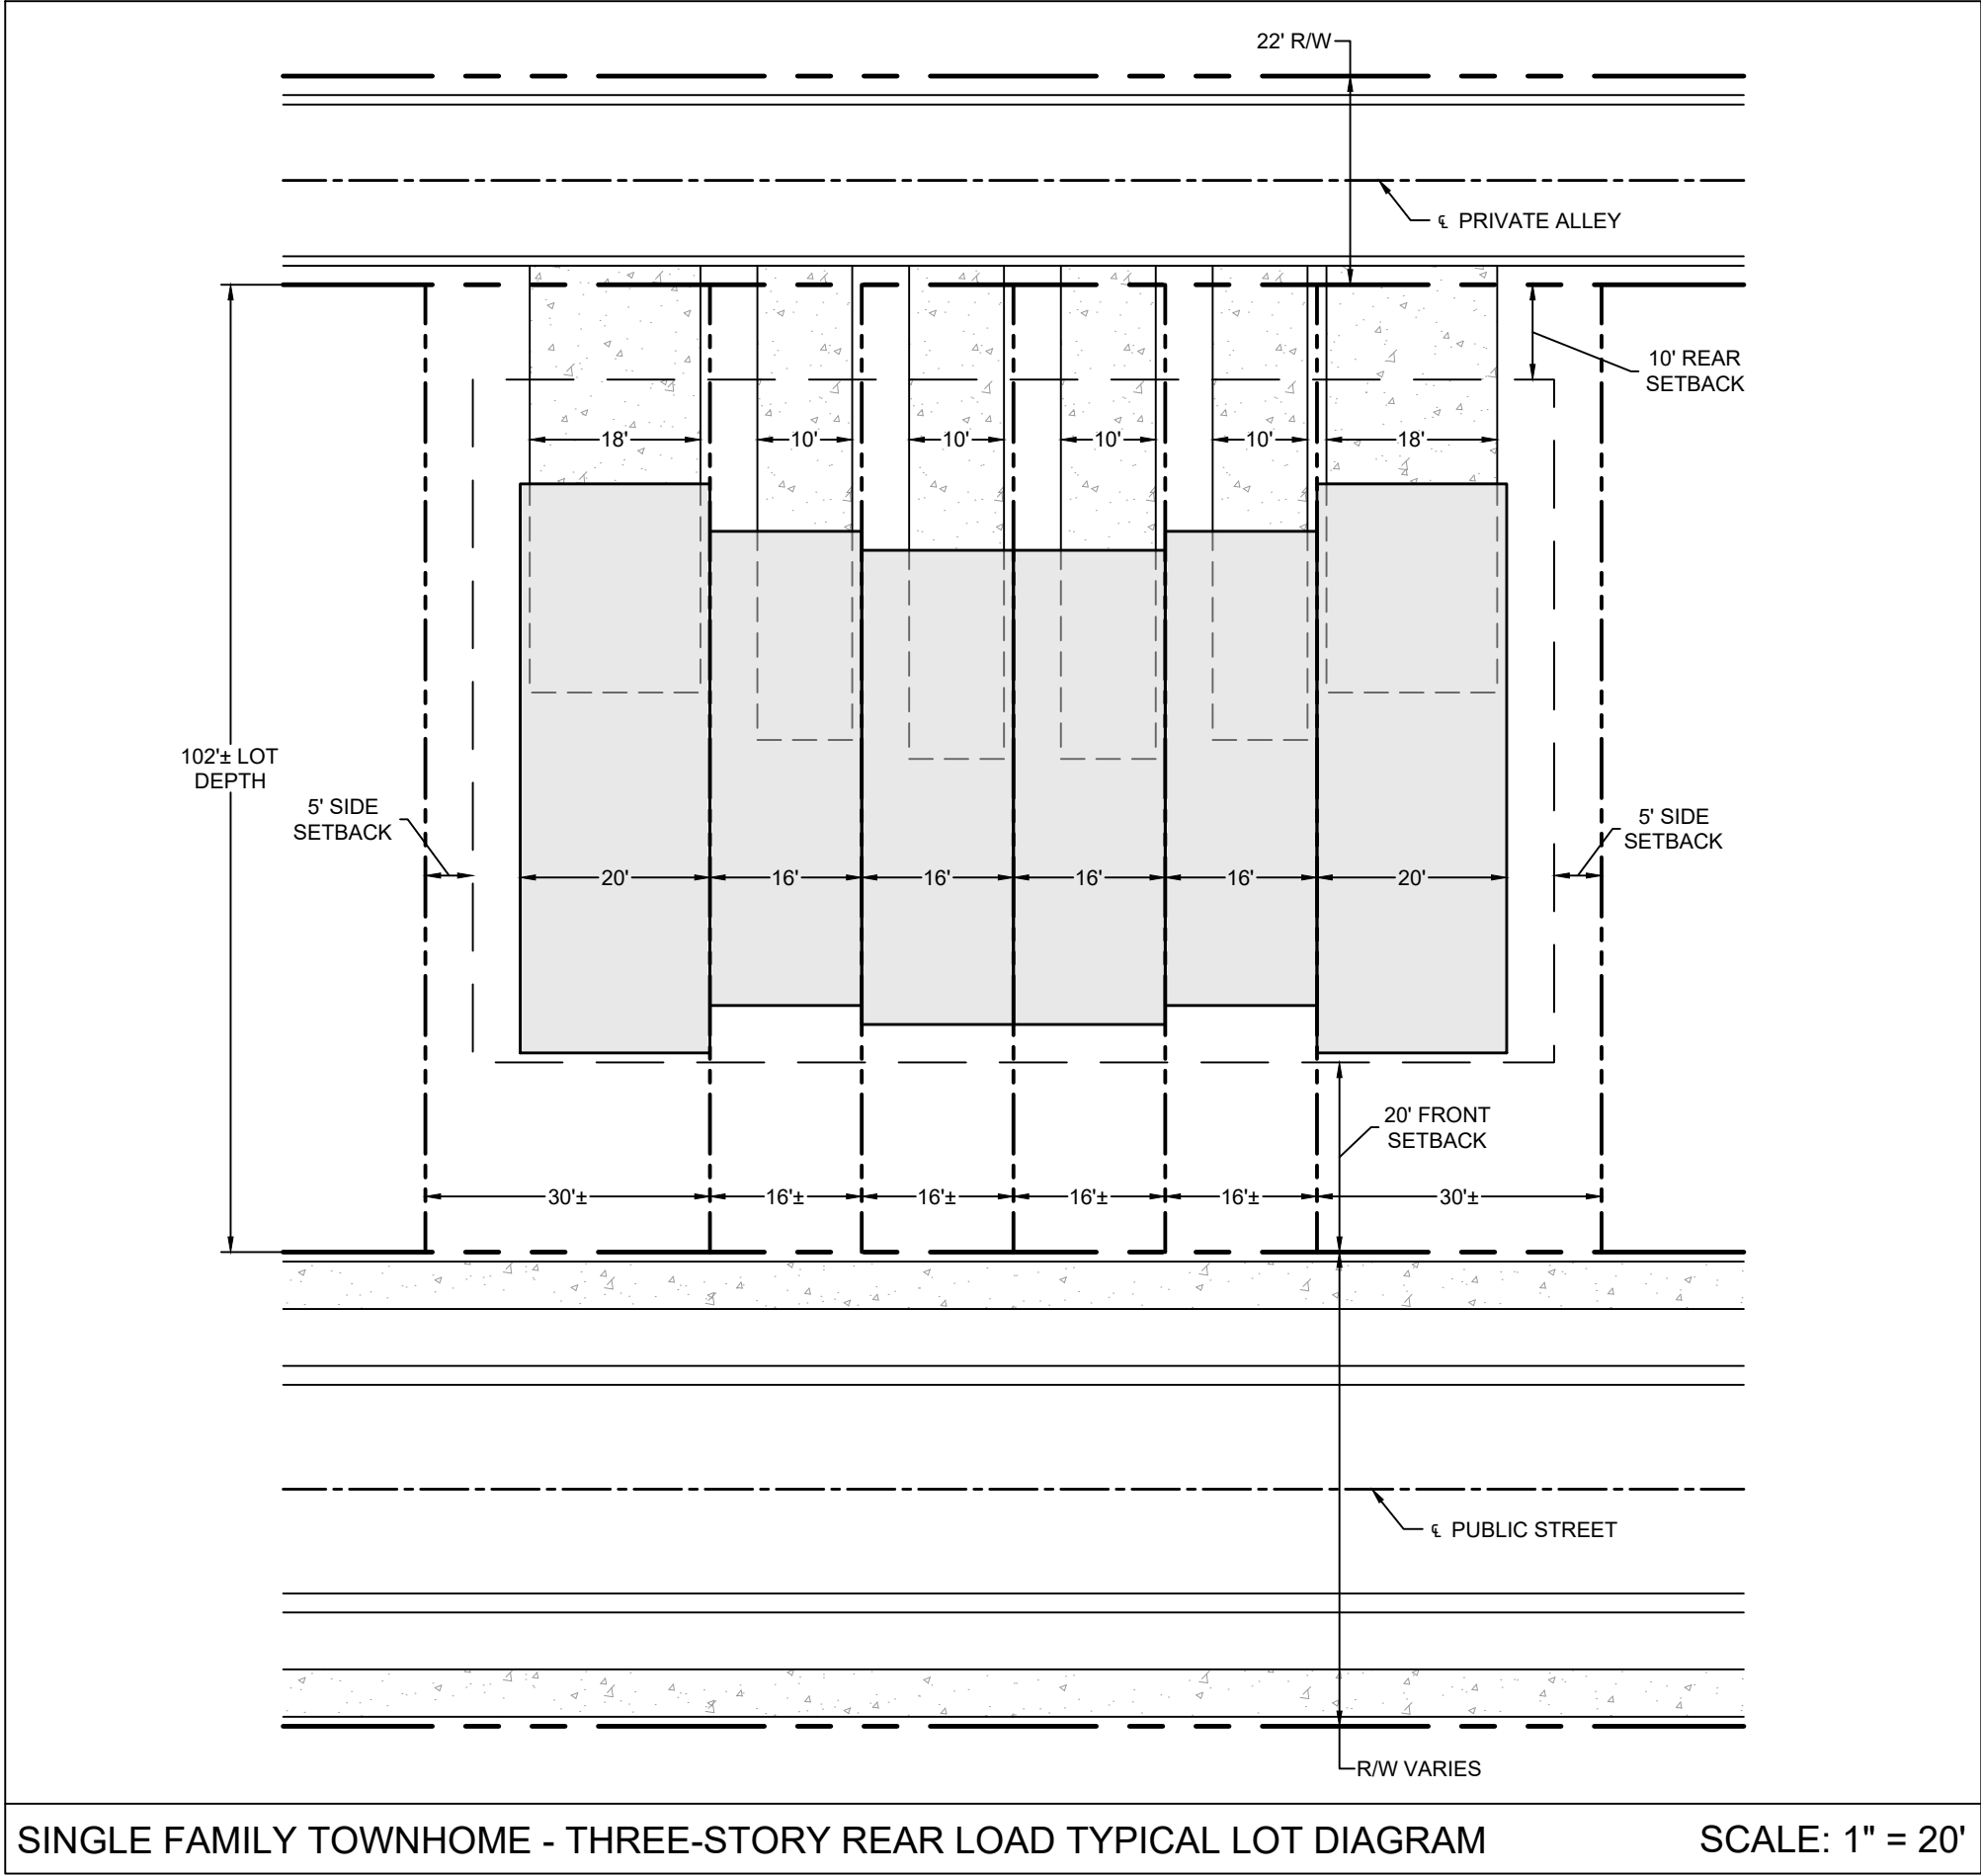 22' R/W
℄ PRIVATE ALLEY
10' REAR
SETBACK
18'
10'
10'
10'
10'
18'
102'± LOT
DEPTH
5' SIDE
SETBACK
5' SIDE
SETBACK
20'
16'
16'
16'
16'
20'
20' FRONT
SETBACK
30'±
16'±
16'±
16'±
16'±
30'±
℄ PUBLIC STREET
R/W VARIES
SINGLE FAMILY TOWNHOME - THREE-STORY REAR LOAD TYPICAL LOT DIAGRAM
SCALE: 1" = 20'